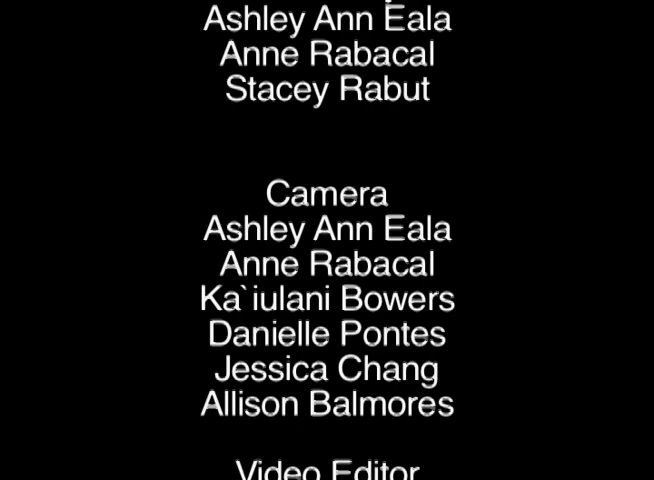 Ashley Ann Eala
Anne Rabacal
Stacey Rabut
Camera
Ashley Ann Eala
Anne Rabacal
Ka`iulani Bowers
Danielle Pontes
Jessica Chang
Allison Balmores
Video Editor